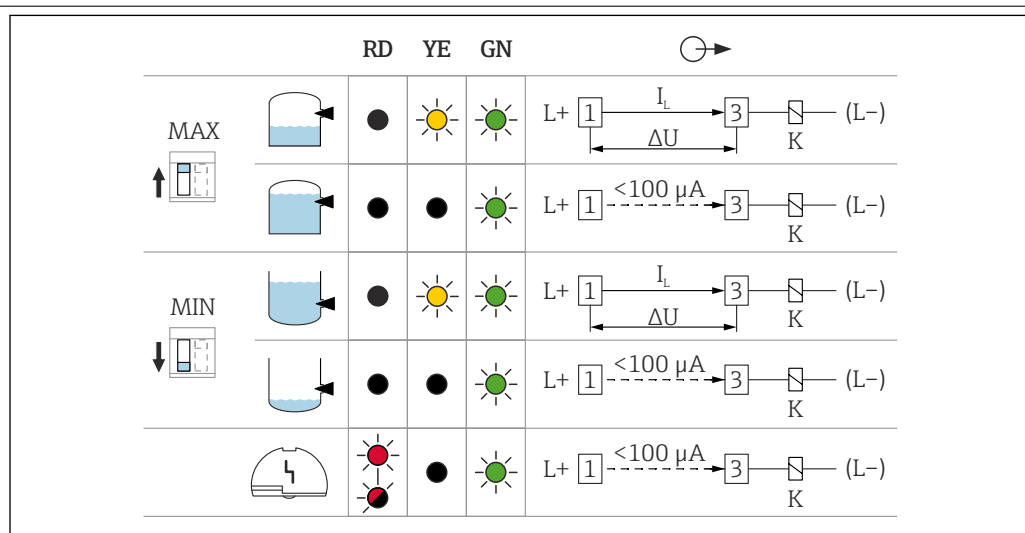 RD YE GN
MAX
L+ 1 I_L 3 (L–)
ΔU K
L+ 1 <100 µA 3 (L–)
K
MIN
L+ 1 I_L 3 (L–)
ΔU K
L+ 1 <100 µA 3 (L–)
K
L+ 1 <100 µA 3 (L–)
K